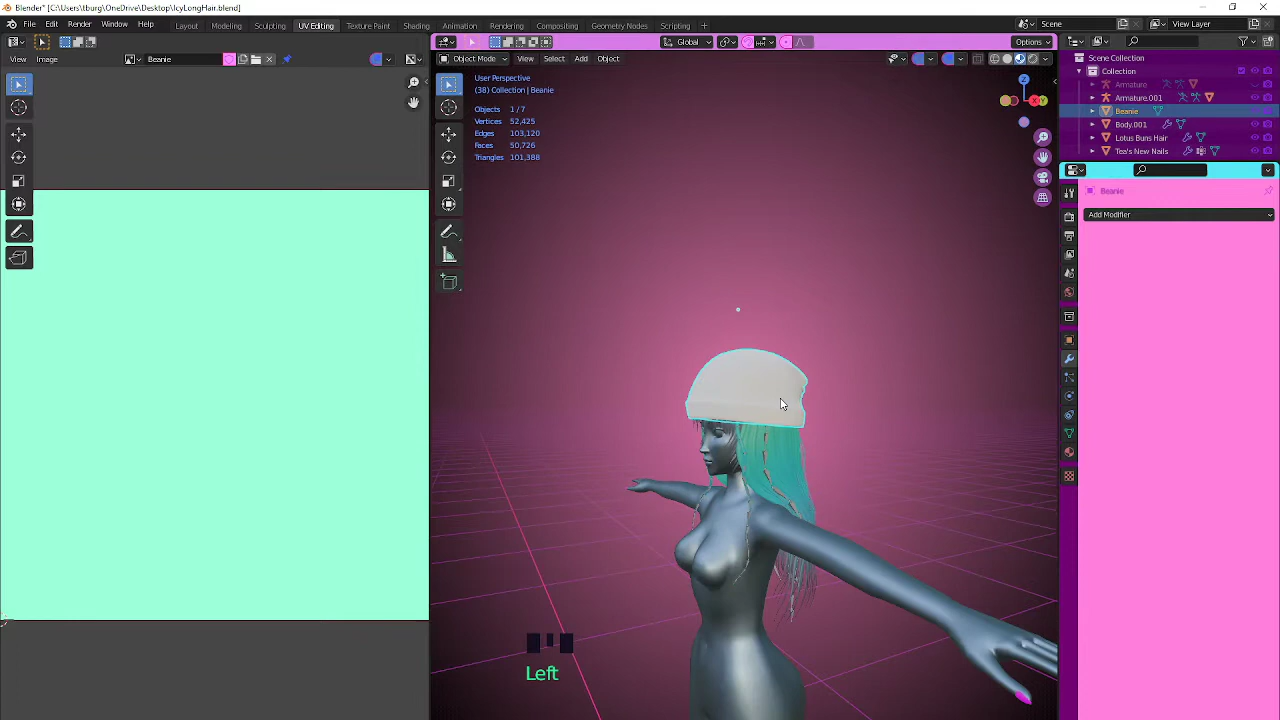 Blender* [C:\Users\tburg\OneDrive\Desktop\IcyLongHair.blend]
File Edit Render Window Help Layout Modeling Sculpting UV Editing Texture Paint Shading Animation Rendering Compositing Geometry Nodes Scripting + Scene View Layer
Global Options
View Image Beanie Object Mode View Select Add Object
User Perspective
(38) Collection | Beanie
Objects 1 / 7
Vertices 52,425
Edges 103,120
Faces 50,726
Triangles 101,388
Z
X Y
Scene Collection
Collection
Armature
Armature.001
Beanie
Body.001
Lotus Buns Hair
Tea's New Nails
Beanie
Add Modifier
Left